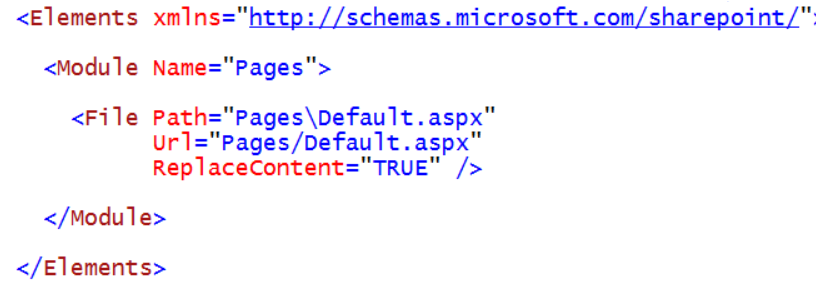 <Elements xmlns="http://schemas.microsoft.com/sharepoint/">
<Module Name="Pages">
<File Path="Pages\Default.aspx"
Url="Pages/Default.aspx"
ReplaceContent="TRUE" />
</Module>
</Elements>